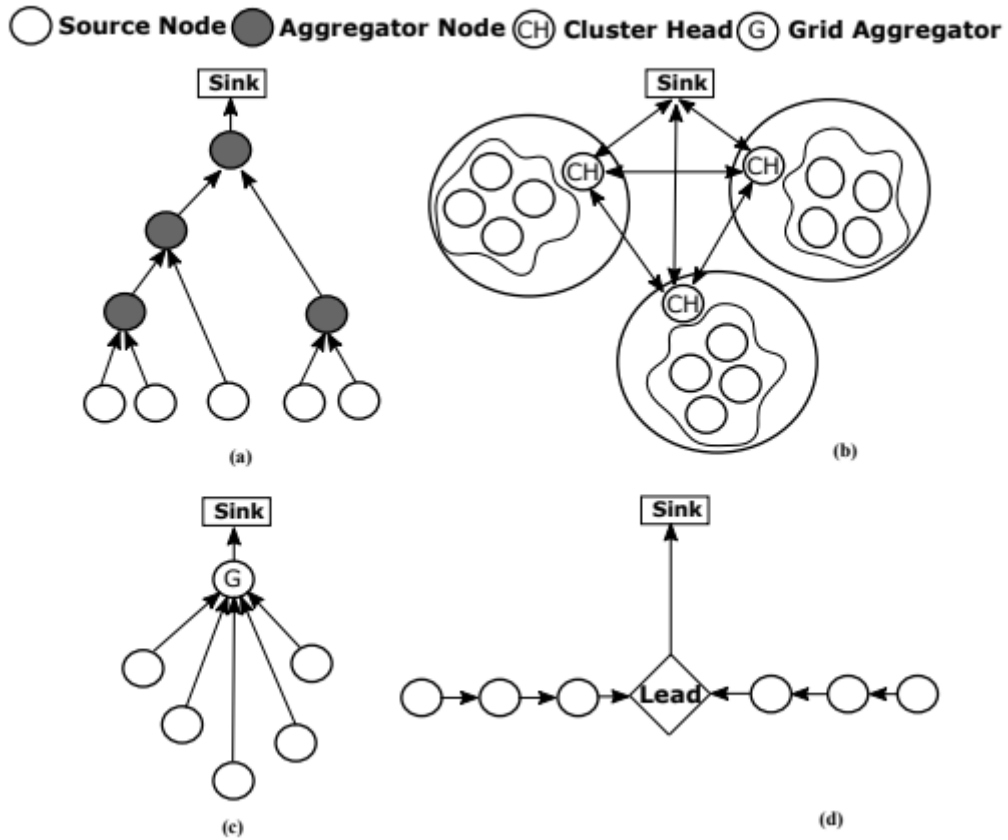 Source Node Aggregator Node CH Cluster Head G Grid Aggregator
Sink
Sink
CH
CH
CH
(a)
(b)
Sink
G
(c)
Sink
Lead
(d)